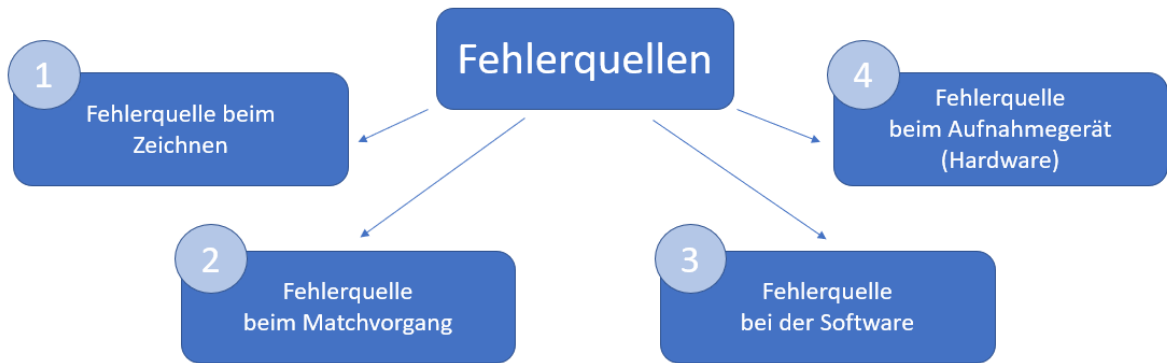 Fehlerquellen
1
Fehlerquelle beim
Zeichnen
2
Fehlerquelle
beim Matchvorgang
3
Fehlerquelle
bei der Software
4
Fehlerquelle
beim Aufnahmegerät
(Hardware)